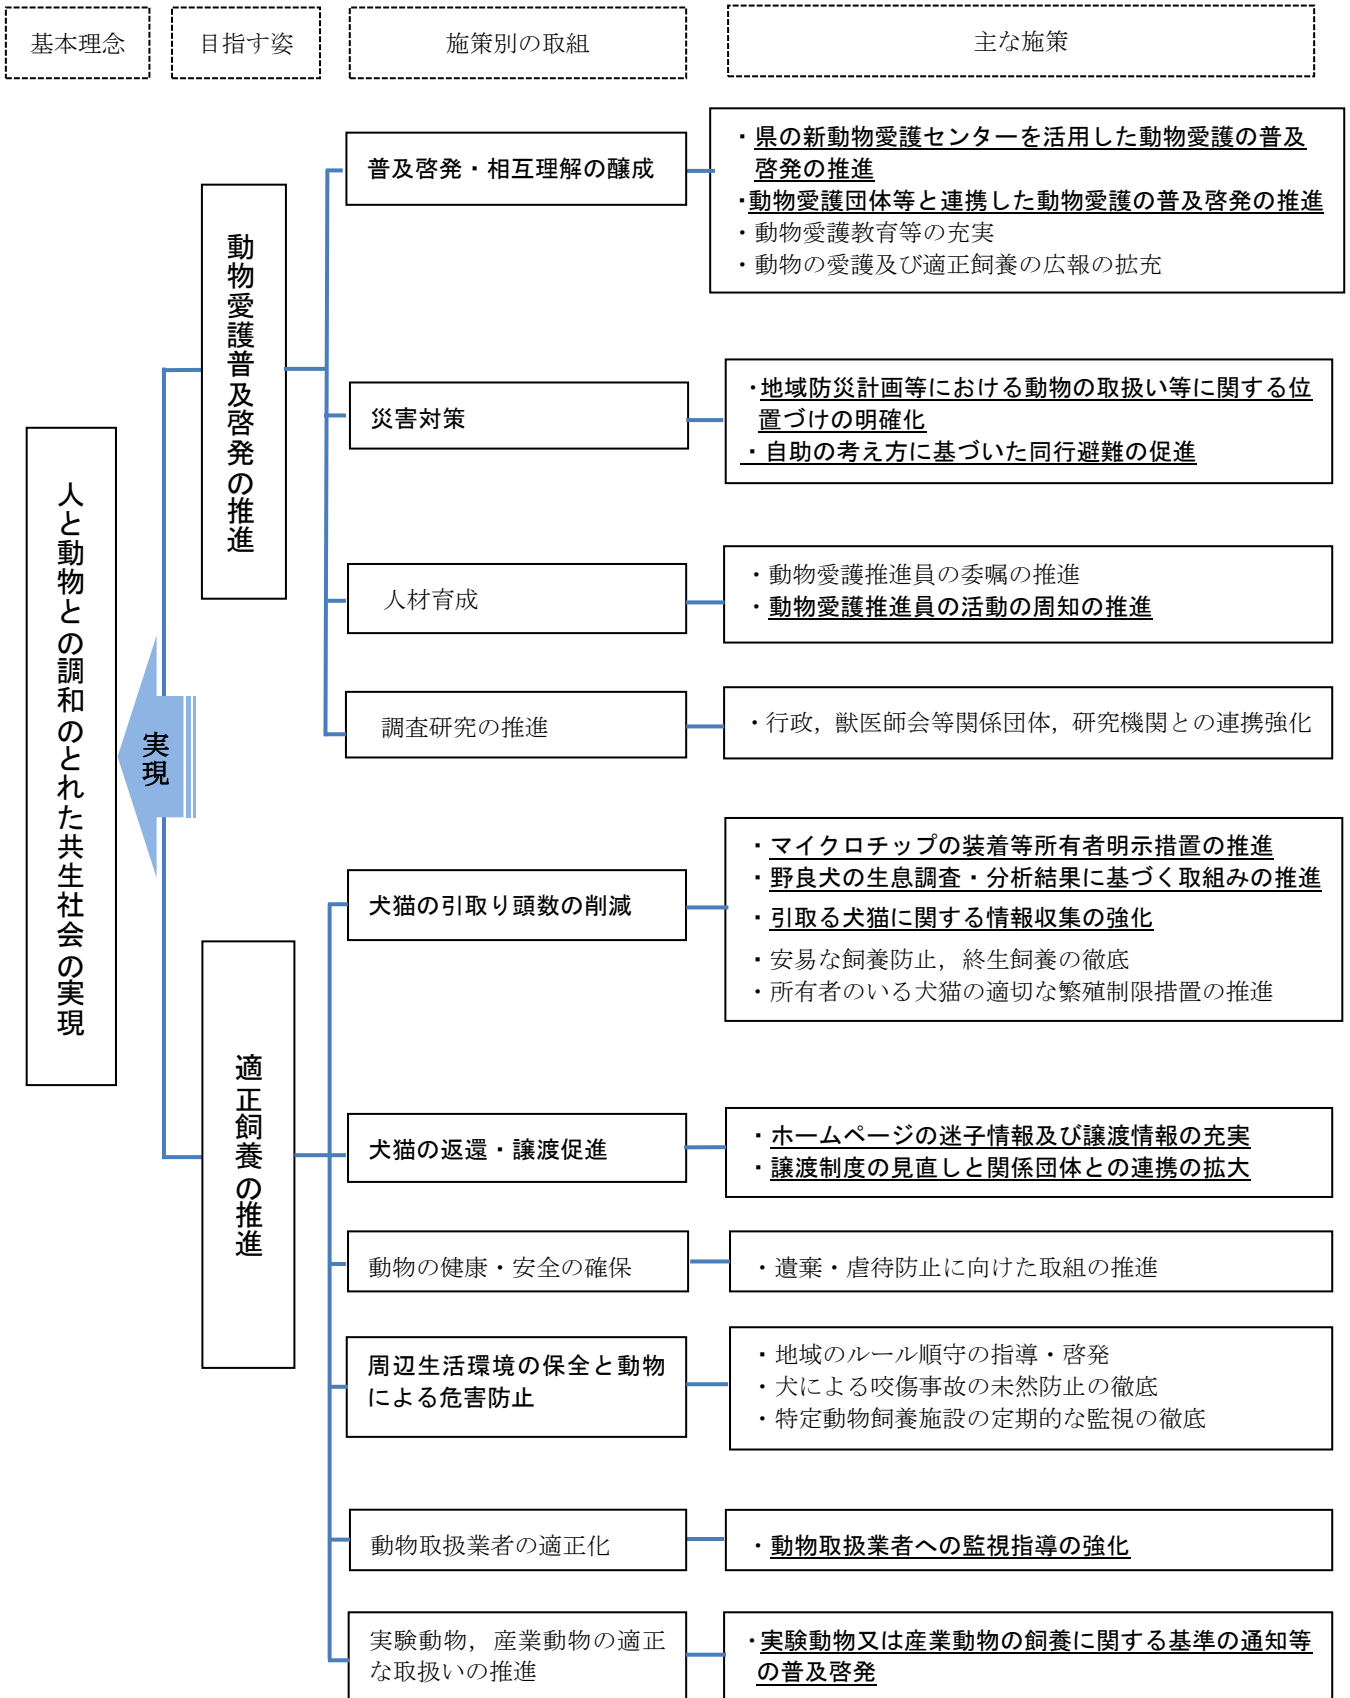 基本理念
目指す姿
施策別の取組
主な施策
人と動物との調和のとれた共生社会の実現
実現
動物愛護普及啓発の推進
普及啓発・相互理解の醸成
・県の新動物愛護センターを活用した動物愛護の普及
啓発の推進
・動物愛護団体等と連携した動物愛護の普及啓発の推進
・動物愛護教育等の充実
・動物の愛護及び適正飼養の広報の拡充
災害対策
・地域防災計画等における動物の取扱い等に関する位
置づけの明確化
・自助の考え方に基づいた同行避難の促進
人材育成
・動物愛護推進員の委嘱の推進
・動物愛護推進員の活動の周知の推進
調査研究の推進
・行政，獣医師会等関係団体，研究機関との連携強化
適正飼養の推進
犬猫の引取り頭数の削減
・マイクロチップの装着等所有者明示措置の推進
・野良犬の生息調査・分析結果に基づく取組みの推進
・引取る犬猫に関する情報収集の強化
・安易な飼養防止，終生飼養の徹底
・所有者のいる犬猫の適切な繁殖制限措置の推進
犬猫の返還・譲渡促進
・ホームページの迷子情報及び譲渡情報の充実
・譲渡制度の見直しと関係団体との連携の拡大
動物の健康・安全の確保
・遺棄・虐待防止に向けた取組の推進
周辺生活環境の保全と動物
による危害防止
・地域のルール順守の指導・啓発
・犬による咬傷事故の未然防止の徹底
・特定動物飼養施設の定期的な監視の徹底
動物取扱業者の適正化
・動物取扱業者への監視指導の強化
実験動物，産業動物の適正
な取扱いの推進
・実験動物又は産業動物の飼養に関する基準の通知等
の普及啓発